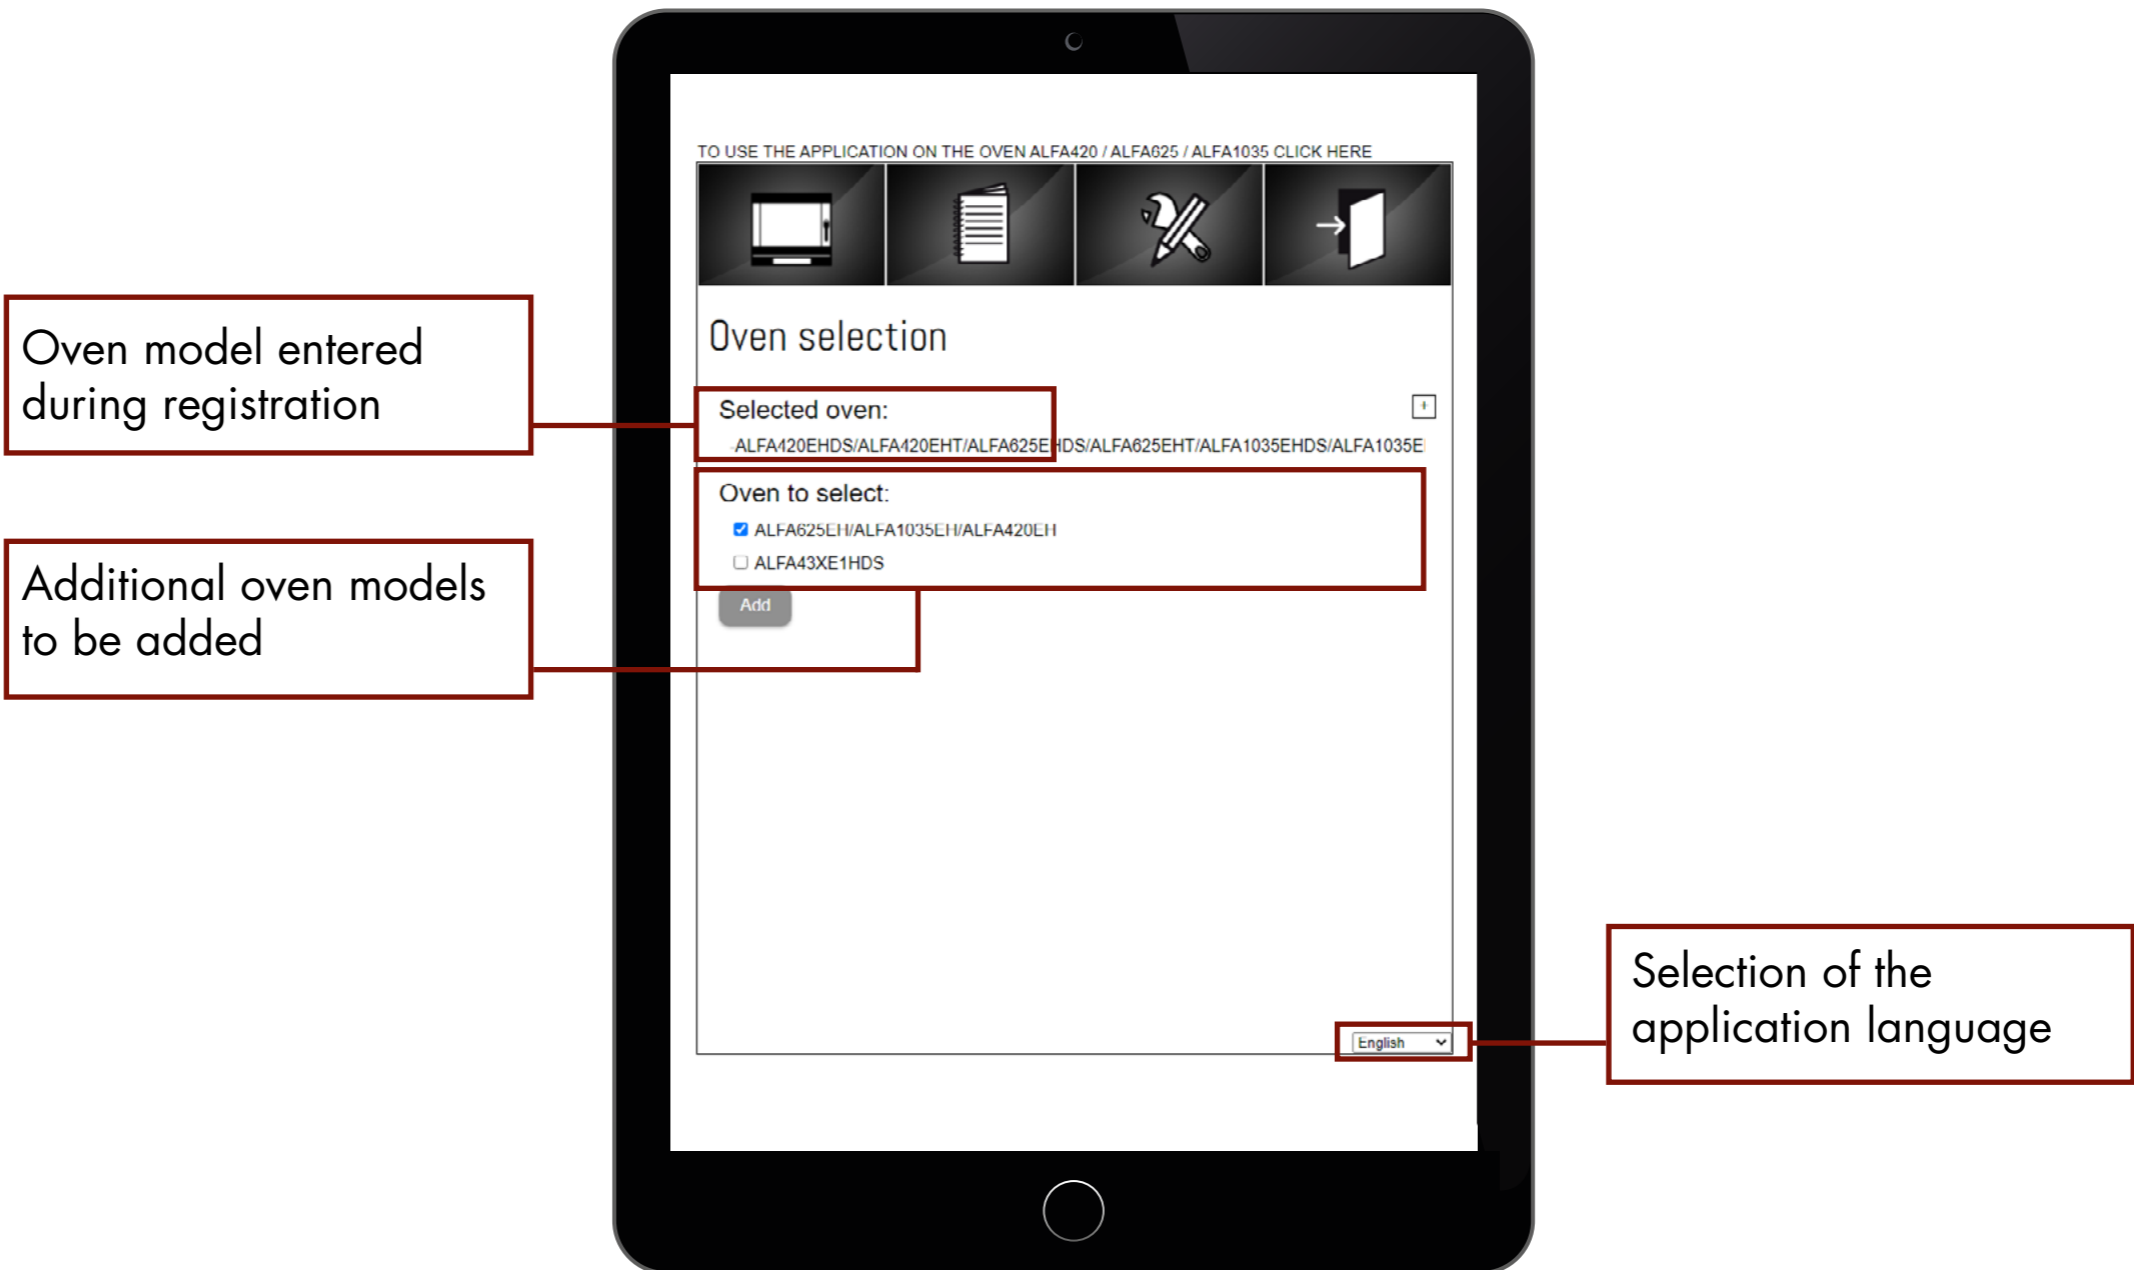 TO USE THE APPLICATION ON THE OVEN ALFA420 / ALFA625 / ALFA1035 CLICK HERE
Oven selection
Oven model entered
during registration
Selected oven:
+
-ALFA420EHDS/ALFA420EHT/ALFA625EHDS/ALFA625EHT/ALFA1035EHDS/ALFA1035E
Oven to select:
ALFA625EH/ALFA1035EH/ALFA420EH
ALFA43XE1HDS
Additional oven models
to be added
Add
Selection of the
application language
English